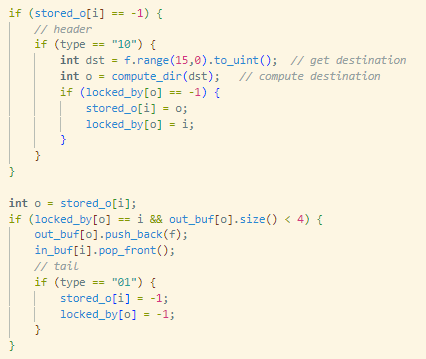 if (stored_o[i] == -1) {
    // header
    if (type == "10") {
        int dst = f.range(15,0).to_uint();  // get destination
        int o = compute_dir(dst);   // compute destination
        if (locked_by[o] == -1) {
            stored_o[i] = o;
            locked_by[o] = i;
        }
    }
}

int o = stored_o[i];
if (locked_by[o] == i && out_buf[o].size() < 4) {
    out_buf[o].push_back(f);
    in_buf[i].pop_front();
    // tail
    if (type == "01") {
        stored_o[i] = -1;
        locked_by[o] = -1;
    }
}